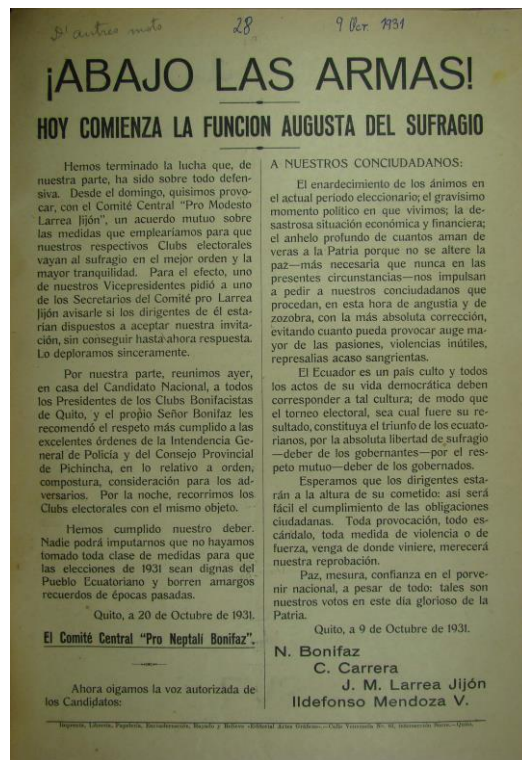 D'autres mots
28
9 Oct. 1931
¡ABAJO LAS ARMAS!
HOY COMIENZA LA FUNCION AUGUSTA DEL SUFRAGIO
Hemos terminado la lucha que, de
nuestra parte, ha sido sobre todo defen-
siva. Desde el domingo, quisimos provo-
car, con el Comité Central "Pro Modesto
Larrea Jijón", un acuerdo mutuo sobre
las medidas que emplearíamos para que
nuestros respectivos Clubs electorales
vayan al sufragio en el mejor orden y la
mayor tranquilidad. Para el efecto, uno
de nuestros Vicepresidentes pidió a uno
de los Secretarios del Comité pro Larrea
Jijón avisarle si los dirigentes de él esta-
rían dispuestos a aceptar nuestra invita-
ción, sin conseguir hasta ahora respuesta.
Lo deploramos sinceramente.
Por nuestra parte, reunimos ayer,
en casa del Candidato Nacional, a todos
los Presidentes de los Clubs Bonifacistas
de Quito, y el propio Señor Bonifaz les
recomendó el respeto más cumplido a las
excelentes órdenes de la Intendencia Ge-
neral de Policía y del Consejo Provincial
de Pichincha, en lo relativo a orden,
compostura, consideración para los ad-
versarios. Por la noche, recorrimos los
Clubs electorales con el mismo objeto.
Hemos cumplido nuestro deber.
Nadie podrá imputarnos que no hayamos
tomado toda clase de medidas para que
las elecciones de 1931 sean dignas del
Pueblo Ecuatoriano y borren amargos
recuerdos de épocas pasadas.
Quito, a 20 de Octubre de 1931.
El Comité Central "Pro Neptalí Bonifaz".
Ahora oigamos la voz autorizada de
los Candidatos:
A NUESTROS CONCIUDADANOS:
El enardecimiento de los ánimos en
el actual período eleccionario; el gravísimo
momento político en que vivimos; la de-
sastrosa situación económica y financiera;
el anhelo profundo de cuantos aman de
veras a la Patria porque no se altere la
paz—más necesaria que nunca en las
presentes circunstancias—nos impulsan
a pedir a nuestros conciudadanos que
procedan, en esta hora de angustia y de
zozobra, con la más absoluta corrección,
evitando cuanto pueda provocar auge ma-
yor de las pasiones, violencias inútiles,
represalias acaso sangrientas.
El Ecuador es un país culto y todos
los actos de su vida democrática deben
corresponder a tal cultura; de modo que
el torneo electoral, sea cual fuere su re-
sultado, constituya el triunfo de los ecuato-
rianos, por la absoluta libertad de sufragio
—deber de los gobernantes—por el res-
peto mutuo—deber de los gobernados.
Esperamos que los dirigentes esta-
rán a la altura de su cometido: así será
fácil el cumplimiento de las obligaciones
ciudadanas. Toda provocación, todo es-
cándalo, toda medida de violencia o de
fuerza, venga de donde viniere, merecerá
nuestra reprobación.
Paz, mesura, confianza en el porve-
nir nacional, a pesar de todo: tales son
nuestros votos en este día glorioso de la
Patria.
Quito, a 9 de Octubre de 1931.
N. Bonifaz
C. Carrera
J. M. Larrea Jijón
Ildefonso Mendoza V.
Imprenta, Librería, Papelería, Encuadernación, Rayado y Relieve «Editorial Artes Gráficas».—Calle Venezuela